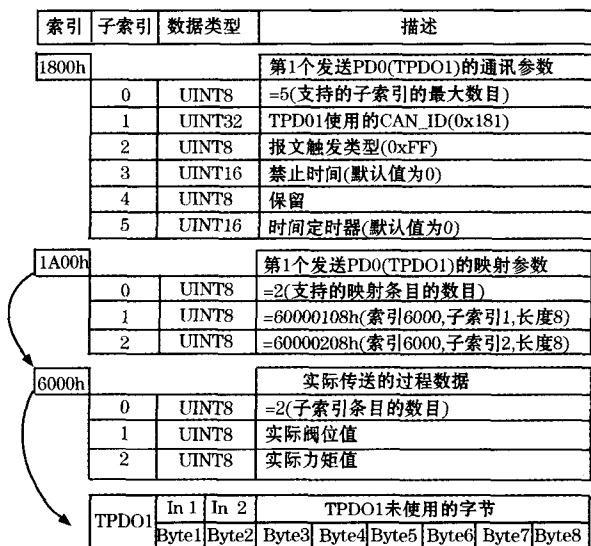 索引 子索引 数据类型 描述
1800h 第1个发送PDO(TPDO1)的通讯参数
0 UINT8 =5(支持的子索引的最大数目)
1 UINT32 TPDO1使用的CAN_ID(0x181)
2 UINT8 报文触发类型(0xFF)
3 UINT16 禁止时间(默认值为0)
4 UINT8 保留
5 UINT16 时间定时器(默认值为0)
1A00h 第1个发送PDO(TPDO1)的映射参数
0 UINT8 =2(支持的映射条目的数目)
1 UINT8 =60000108h(索引6000,子索引1,长度8)
2 UINT8 =60000208h(索引6000,子索引2,长度8)
6000h 实际传送的过程数据
0 UINT8 =2(子索引条目的数目)
1 UINT8 实际阀位值
2 UINT8 实际力矩值
TPDO1 In 1 In 2 TPDO1未使用的字节
Byte1 Byte2 Byte3 Byte4 Byte5 Byte6 Byte7 Byte8